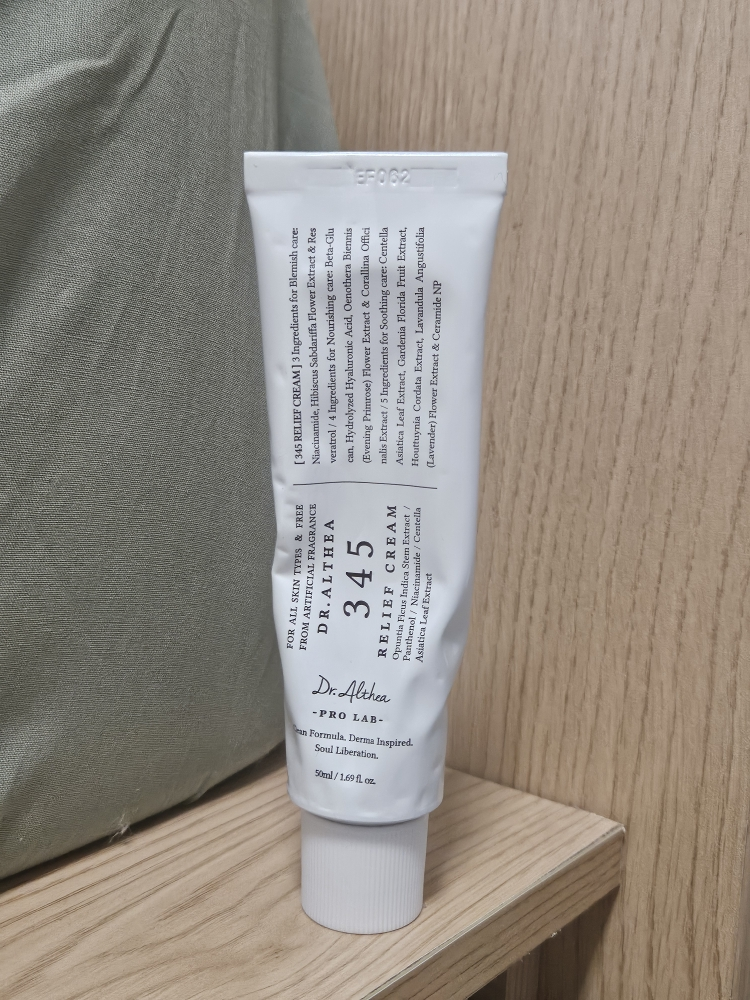 EF062
[ 345 RELIEF CREAM ] 3 Ingredients for Blemish care:
Niacinamide, Hibiscus Sabdariffa Flower Extract & Res
veratrol / 4 Ingredients for Nourishing care: Beta-Glu
can, Hydrolyzed Hyaluronic Acid, Oenothera Biennis
(Evening Primrose) Flower Extract & Corallina Offici
nalis Extract / 5 Ingredients for Soothing care: Centella
Asiatica Leaf Extract, Gardenia Florida Fruit Extract,
Houttuynia Cordata Extract, Lavandula Angustifolia
(Lavender) Flower Extract & Ceramide NP
FOR ALL SKIN TYPES & FREE
FROM ARTIFICIAL FRAGRANCE
DR.ALTHEA
345
RELIEF CREAM
Opuntia Ficus Indica Stem Extract /
Panthenol / Niacinamide / Centella
Asiatica Leaf Extract
Dr. Althea
-PRO LAB-
Formula. Derma Inspired.
Soul Liberation.
50ml / 1.69 fl. oz.